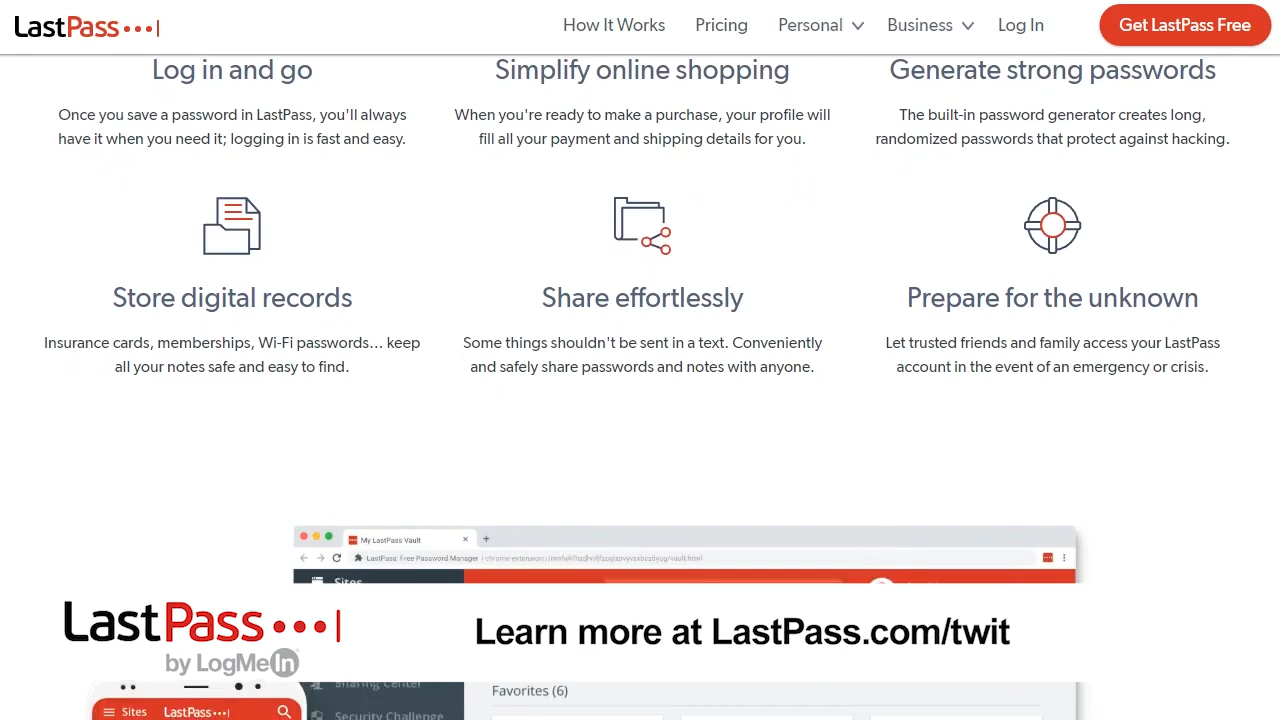 LastPass
How It Works
Pricing
Personal
Business
Log In
Get LastPass Free
Log in and go
Once you save a password in LastPass, you'll always
have it when you need it; logging in is fast and easy.
Simplify online shopping
When you're ready to make a purchase, your profile will
fill all your payment and shipping details for you.
Generate strong passwords
The built-in password generator creates long,
randomized passwords that protect against hacking.
Store digital records
Insurance cards, memberships, Wi-Fi passwords... keep
all your notes safe and easy to find.
Share effortlessly
Some things shouldn't be sent in a text. Conveniently
and safely share passwords and notes with anyone.
Prepare for the unknown
Let trusted friends and family access your LastPass
account in the event of an emergency or crisis.
My LastPass Vault
LastPass: Free Password Manager
Sites
LastPass
by LogMeIn
Learn more at LastPass.com/twit
Sharing Center
Security Challenge
Favorites (6)
Sites
LastPass